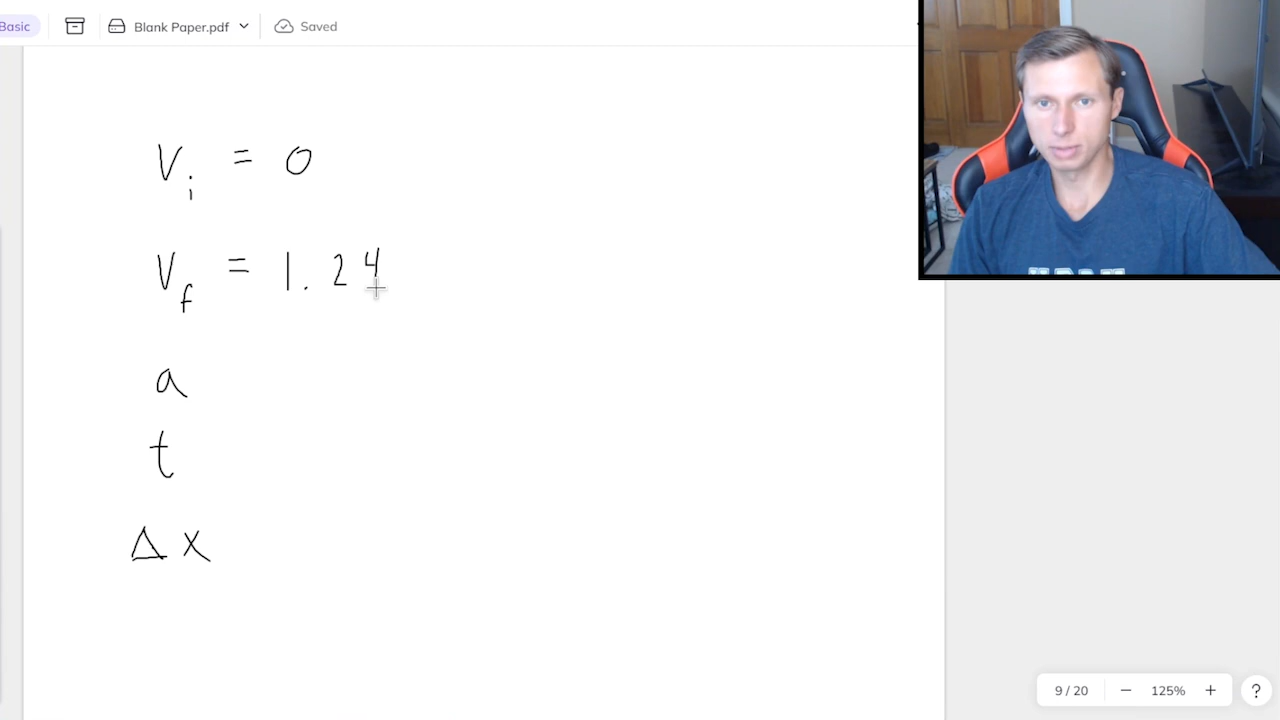 Basic
Blank Paper.pdf
Saved
Vi = 0
Vf = 1.24
a
t
Δx
9 / 20
− 125% +
?